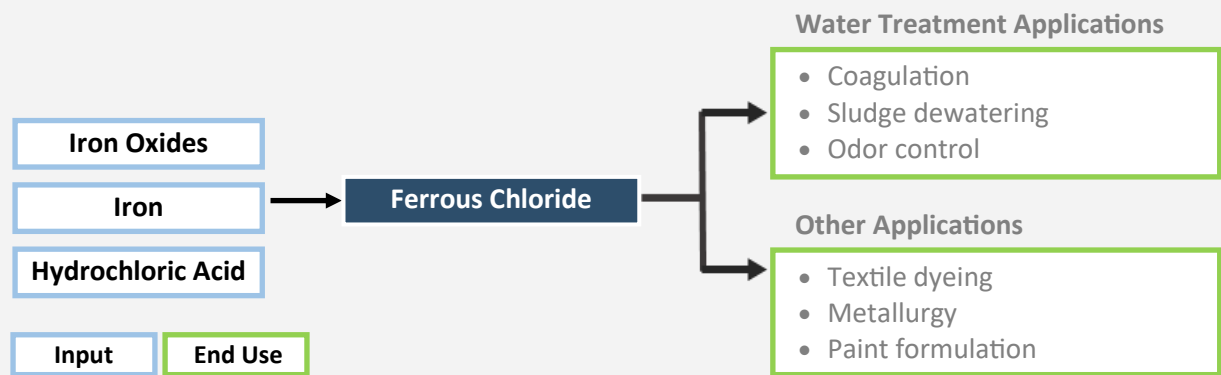 Iron Oxides
Iron
Hydrochloric Acid
Input
End Use
Ferrous Chloride
Water Treatment Applications
• Coagulation
• Sludge dewatering
• Odor control
Other Applications
• Textile dyeing
• Metallurgy
• Paint formulation